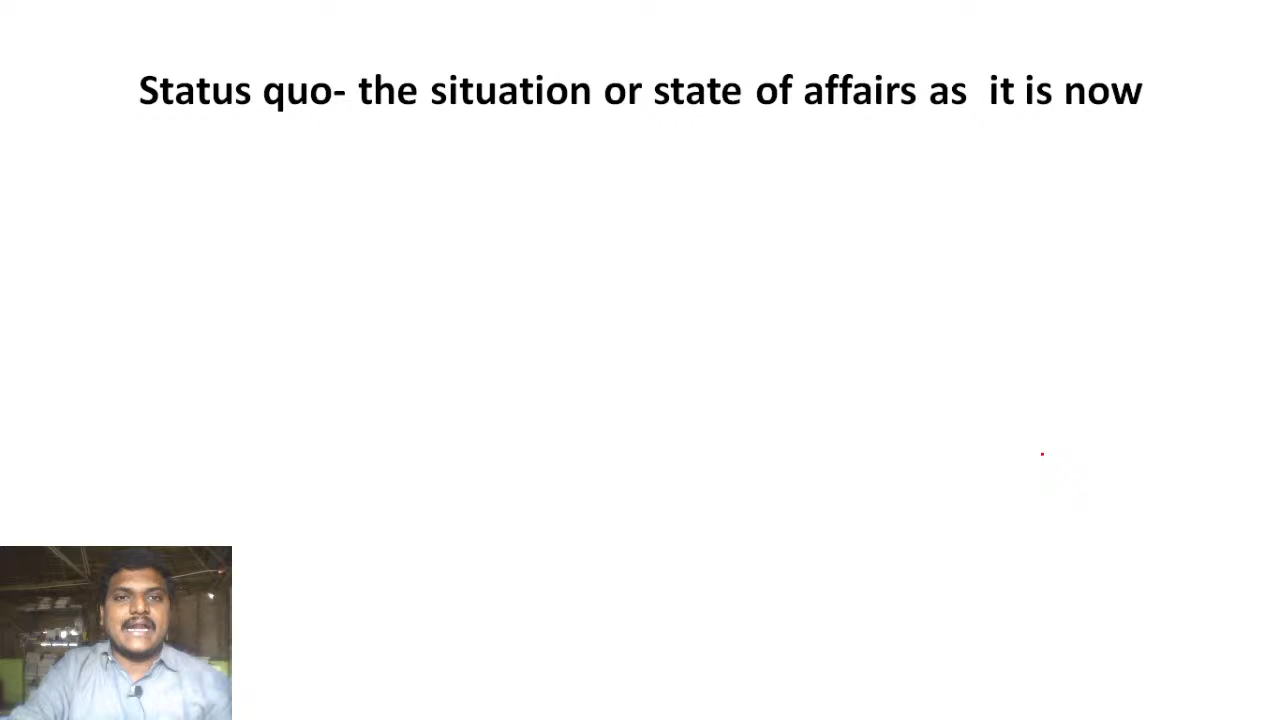 Status quo- the situation or state of affairs as  it is now